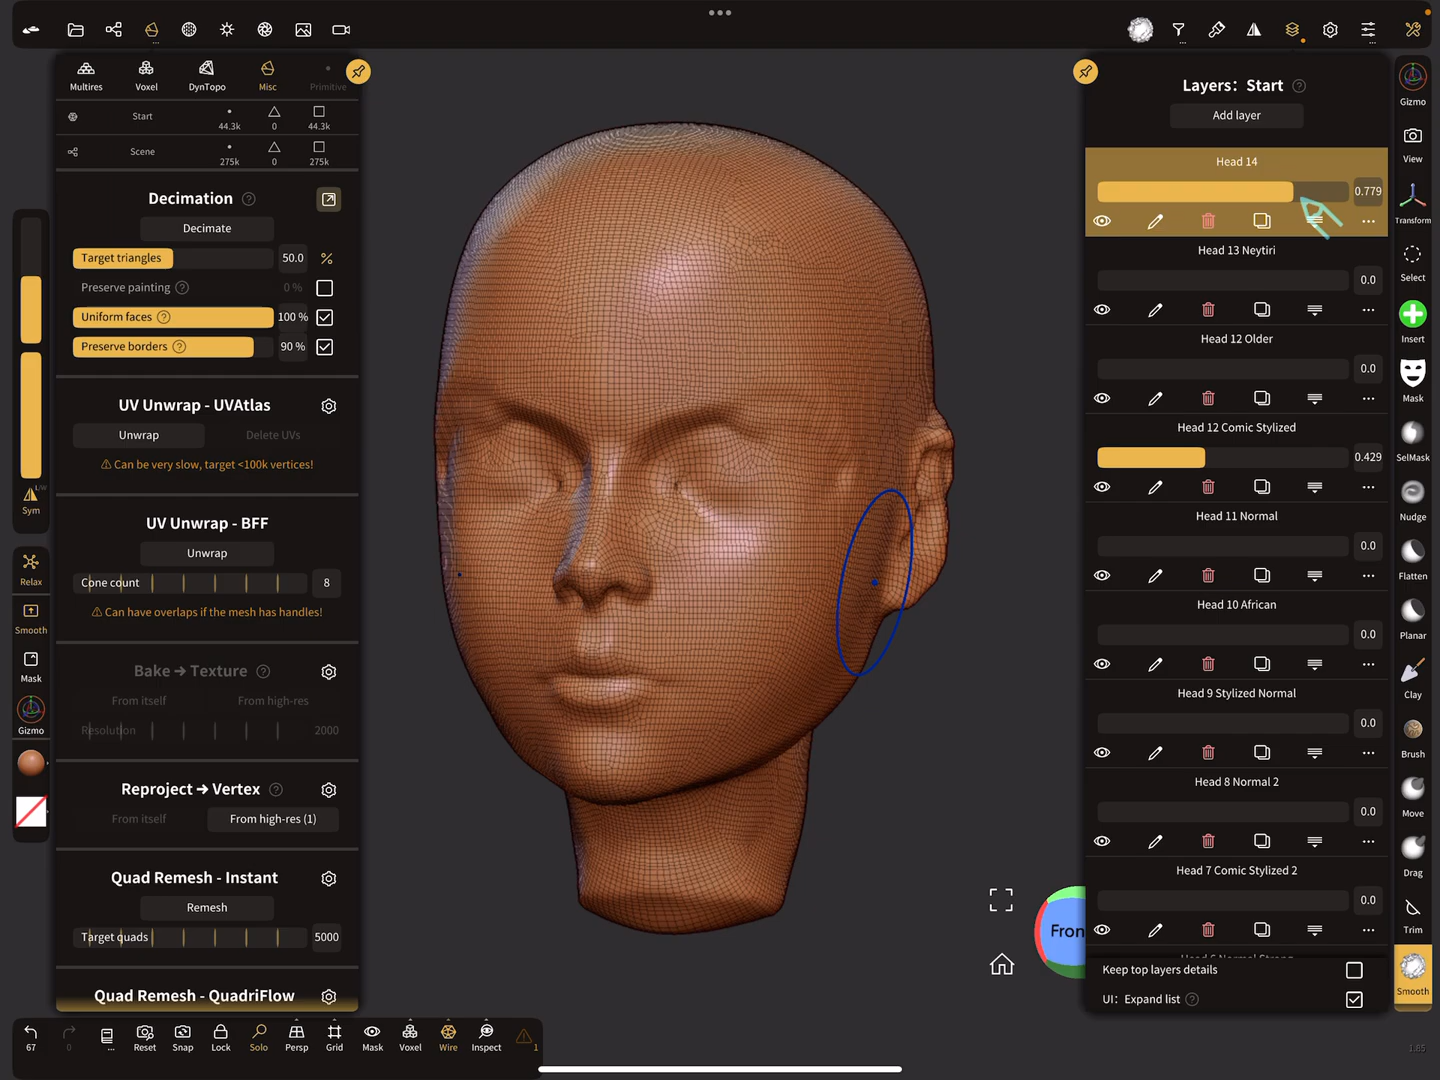 Multires
Voxel
DynTopo
Misc
Primitive
Start
44.3k
0
44.3k
Scene
275k
0
275k
Decimation
Decimate
Target triangles
50.0
%
Preserve painting
0 %
Uniform faces
100 %
Preserve borders
90 %
UV Unwrap - UVAtlas
Unwrap
Delete UVs
Can be very slow, target <100k vertices!
UV Unwrap - BFF
Unwrap
Cone count
8
Can have overlaps if the mesh has handles!
Bake → Texture
From itself
From high-res
Resolution
2000
Reproject → Vertex
From itself
From high-res (1)
Quad Remesh - Instant
Remesh
Target quads
5000
Quad Remesh - QuadriFlow
L/W
Sym
Relax
Smooth
Mask
Gizmo
Fron
Layers: Start
Add layer
Head 14
0.779
Head 13 Neytiri
0.0
Head 12 Older
0.0
Head 12 Comic Stylized
0.429
Head 11 Normal
0.0
Head 10 African
0.0
Head 9 Stylized Normal
0.0
Head 8 Normal 2
0.0
Head 7 Comic Stylized 2
0.0
Keep top layers details
UI: Expand list
Gizmo
View
Transform
Select
Insert
Mask
SelMask
Nudge
Flatten
Planar
Clay
Brush
Move
Drag
Trim
Smooth
67
0
...
Reset
Snap
Lock
Solo
Persp
Grid
Mask
Voxel
Wire
Inspect
1
1.85